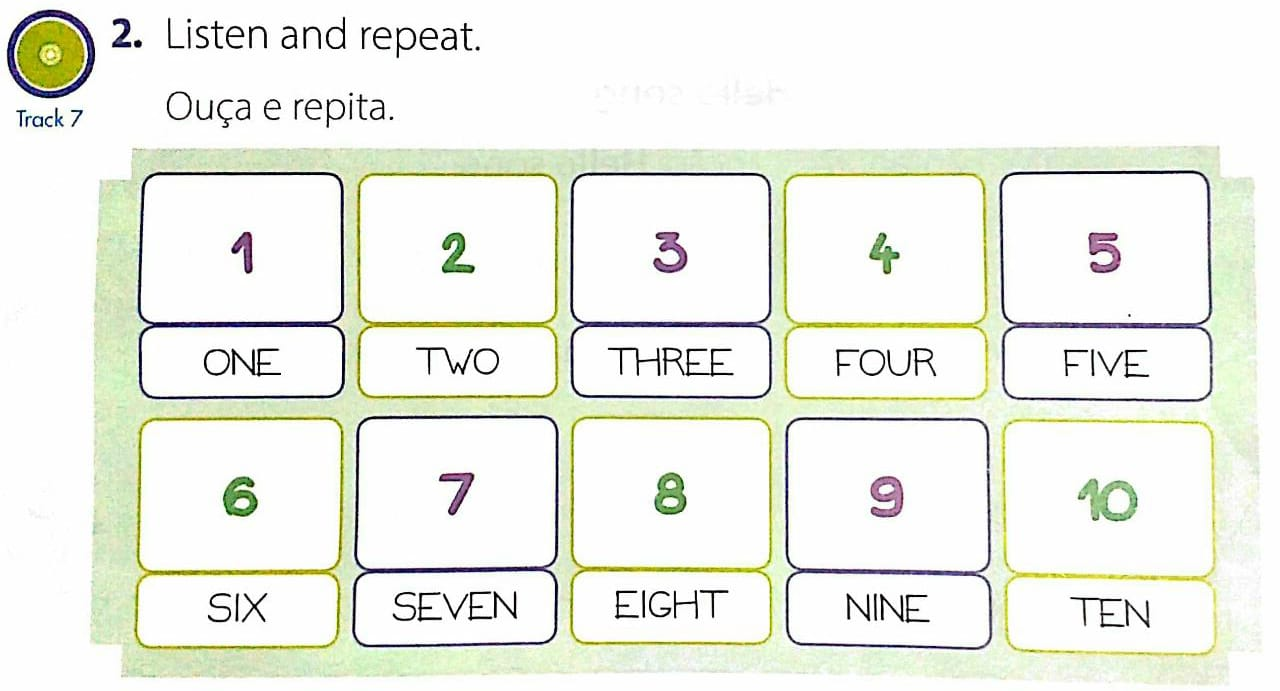 2. Listen and repeat.
Track 7
Ouça e repita.
1 2 3 4 5
ONE TWO THREE FOUR FIVE
6 7 8 9 10
SIX SEVEN EIGHT NINE TEN